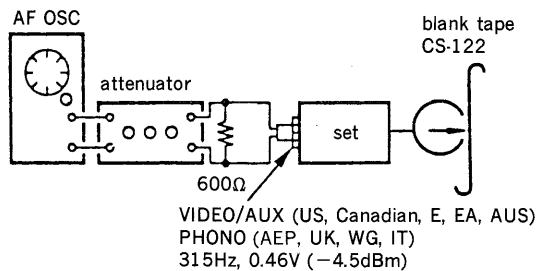 AF OSC
blank tape
CS-122
attenuator
set
600Ω
VIDEO/AUX (US, Canadian, E, EA, AUS)
PHONO (AEP, UK, WG, IT)
315Hz, 0.46V (−4.5dBm)